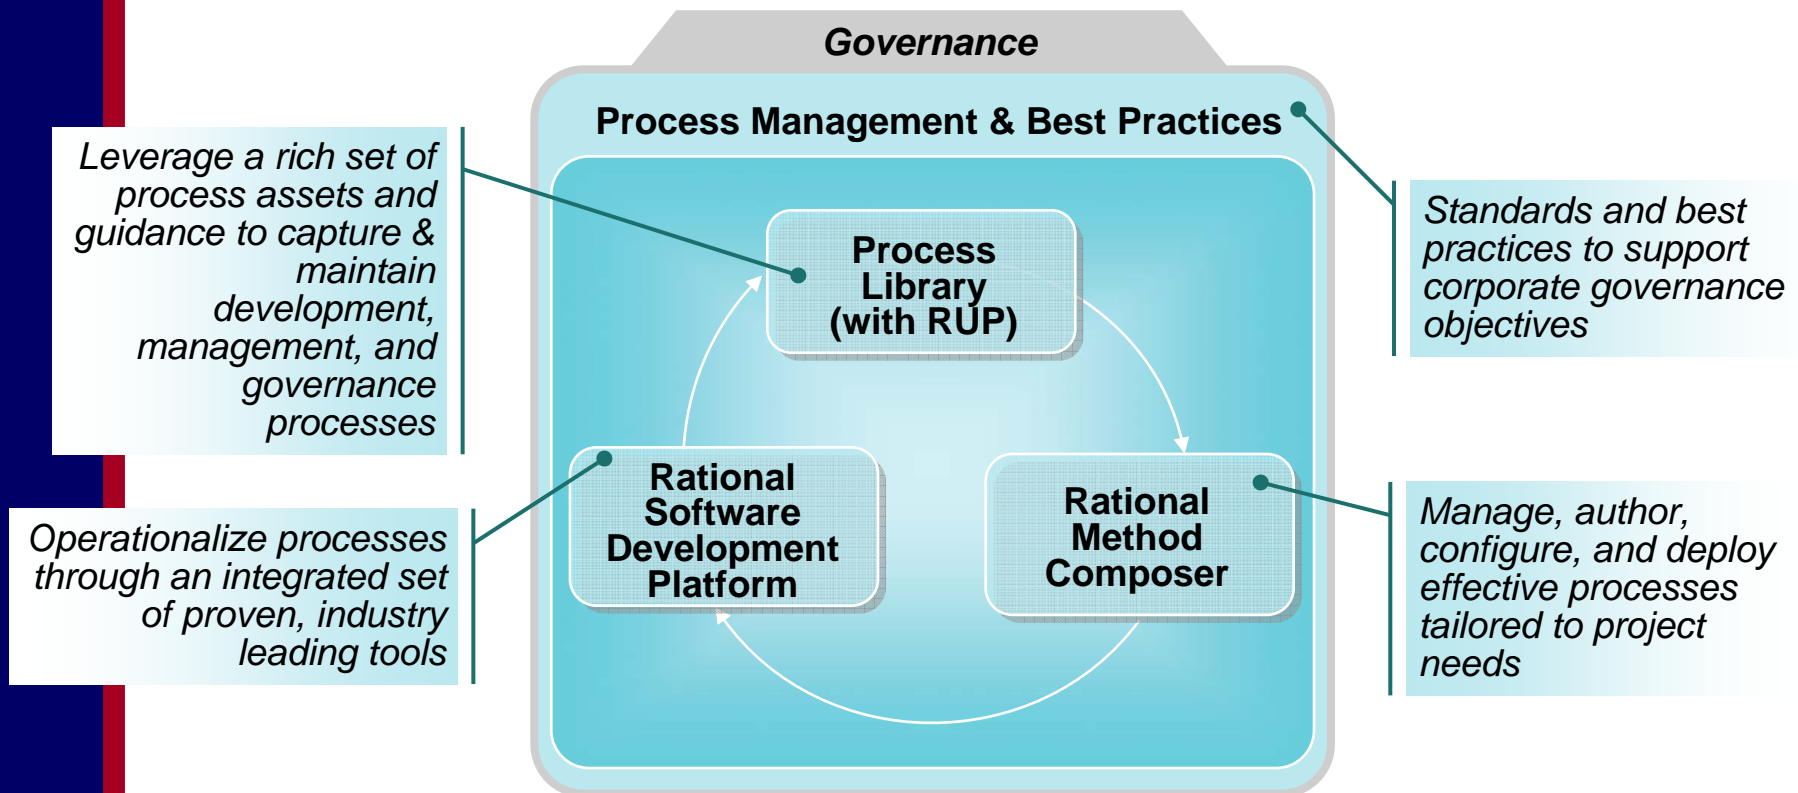 Governance
Process Management & Best Practices
Leverage a rich set of
process assets and
guidance to capture &
maintain
development,
management, and
governance
processes
Process
Library
(with RUP)
Standards and best
practices to support
corporate governance
objectives
Rational
Software
Development
Platform
Rational
Method
Composer
Operationalize processes
through an integrated set
of proven, industry
leading tools
Manage, author,
configure, and deploy
effective processes
tailored to project
needs